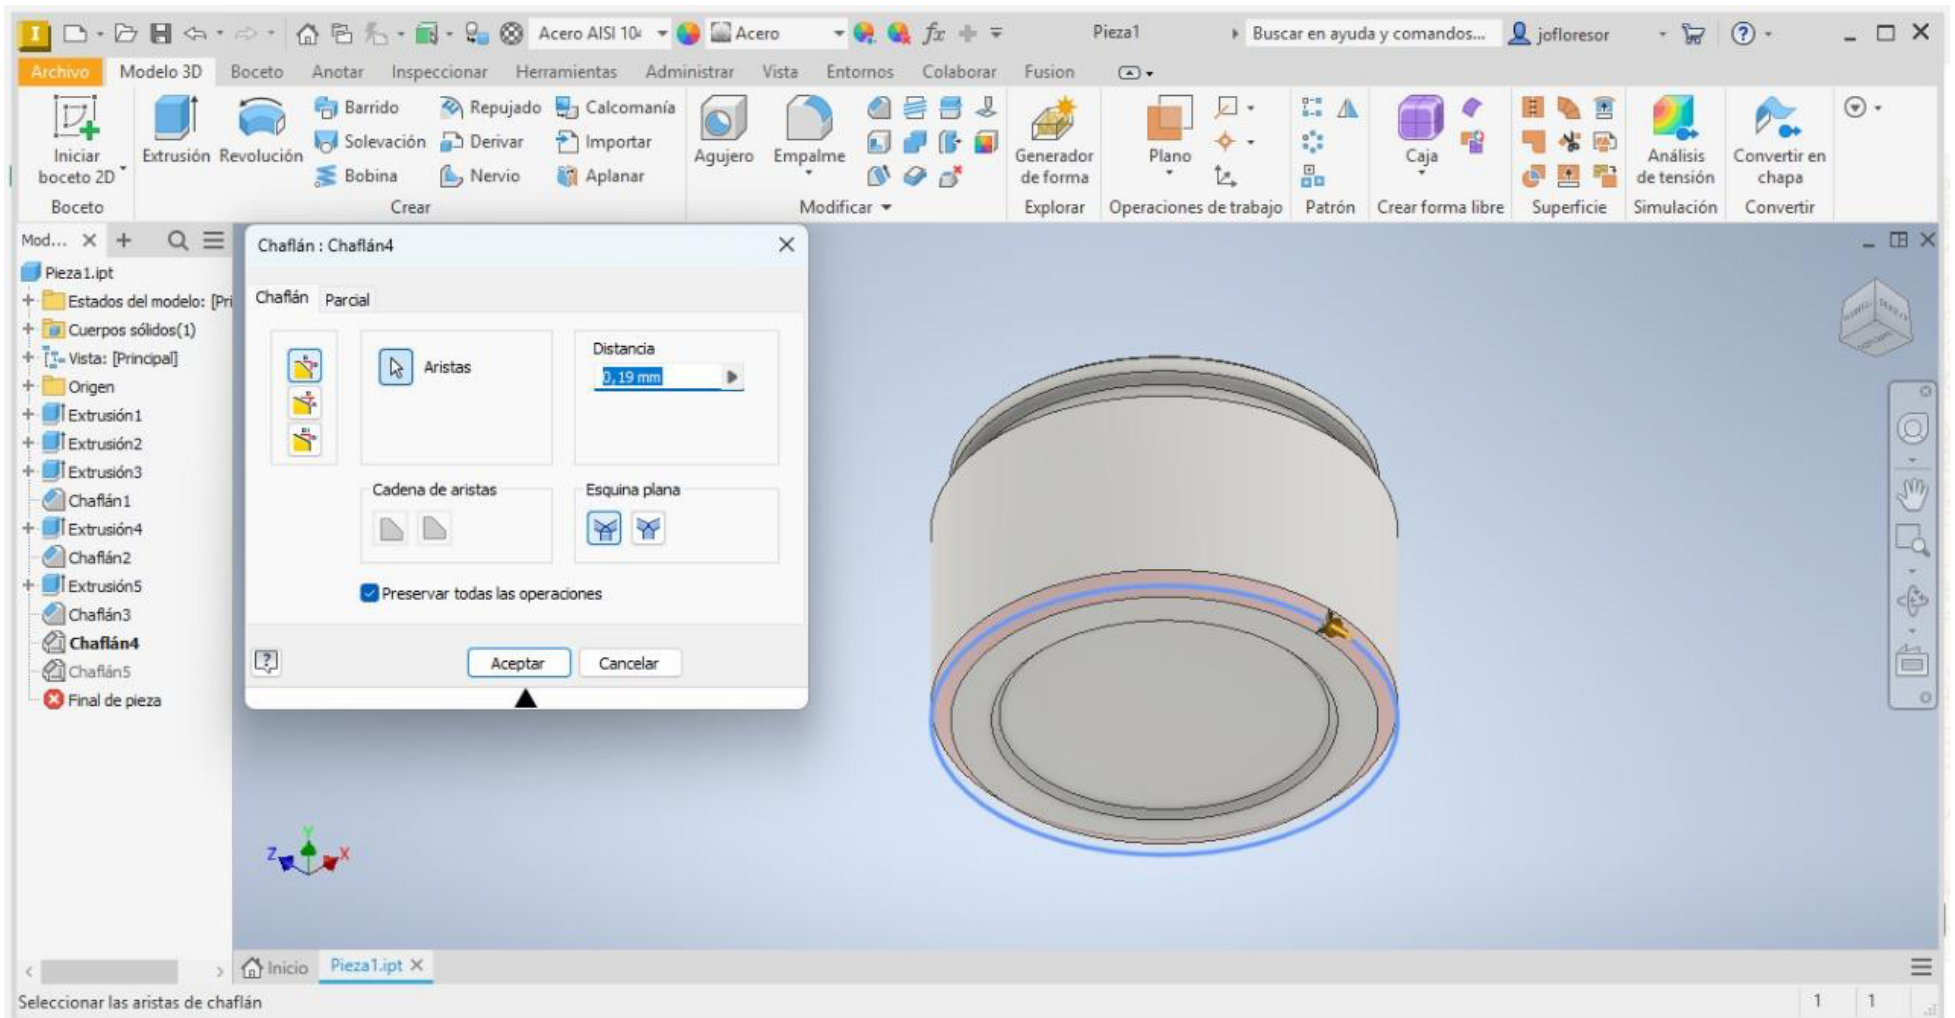 Acero AISI 104
Acero
fx
Pieza1
Buscar en ayuda y comandos...
jofloresor
Archivo Modelo 3D Boceto Anotar Inspeccionar Herramientas Administrar Vista Entornos Colaborar Fusion
Iniciar boceto 2D
Extrusión
Revolución
Barrido
Solevación
Bobina
Repujado
Derivar
Nervio
Calcomanía
Importar
Aplanar
Agujero
Empalme
Generador de forma
Plano
Caja
Análisis de tensión
Convertir en chapa
Boceto
Crear
Modificar
Explorar
Operaciones de trabajo
Patrón
Crear forma libre
Superficie
Simulación
Convertir
Mod...
Pieza1.ipt
Estados del modelo: [Pri
Cuerpos sólidos(1)
Vista: [Principal]
Origen
Extrusión1
Extrusión2
Extrusión3
Chaflán1
Extrusión4
Chaflán2
Extrusión5
Chaflán3
Chaflán4
Chaflán5
Final de pieza
Chaflán : Chaflán4
Chaflán Parcial
Aristas
Distancia
0,19 mm
Cadena de aristas
Esquina plana
Preservar todas las operaciones
Aceptar
Cancelar
Y
Z
X
Inicio
Pieza1.ipt
Seleccionar las aristas de chaflán
1 1